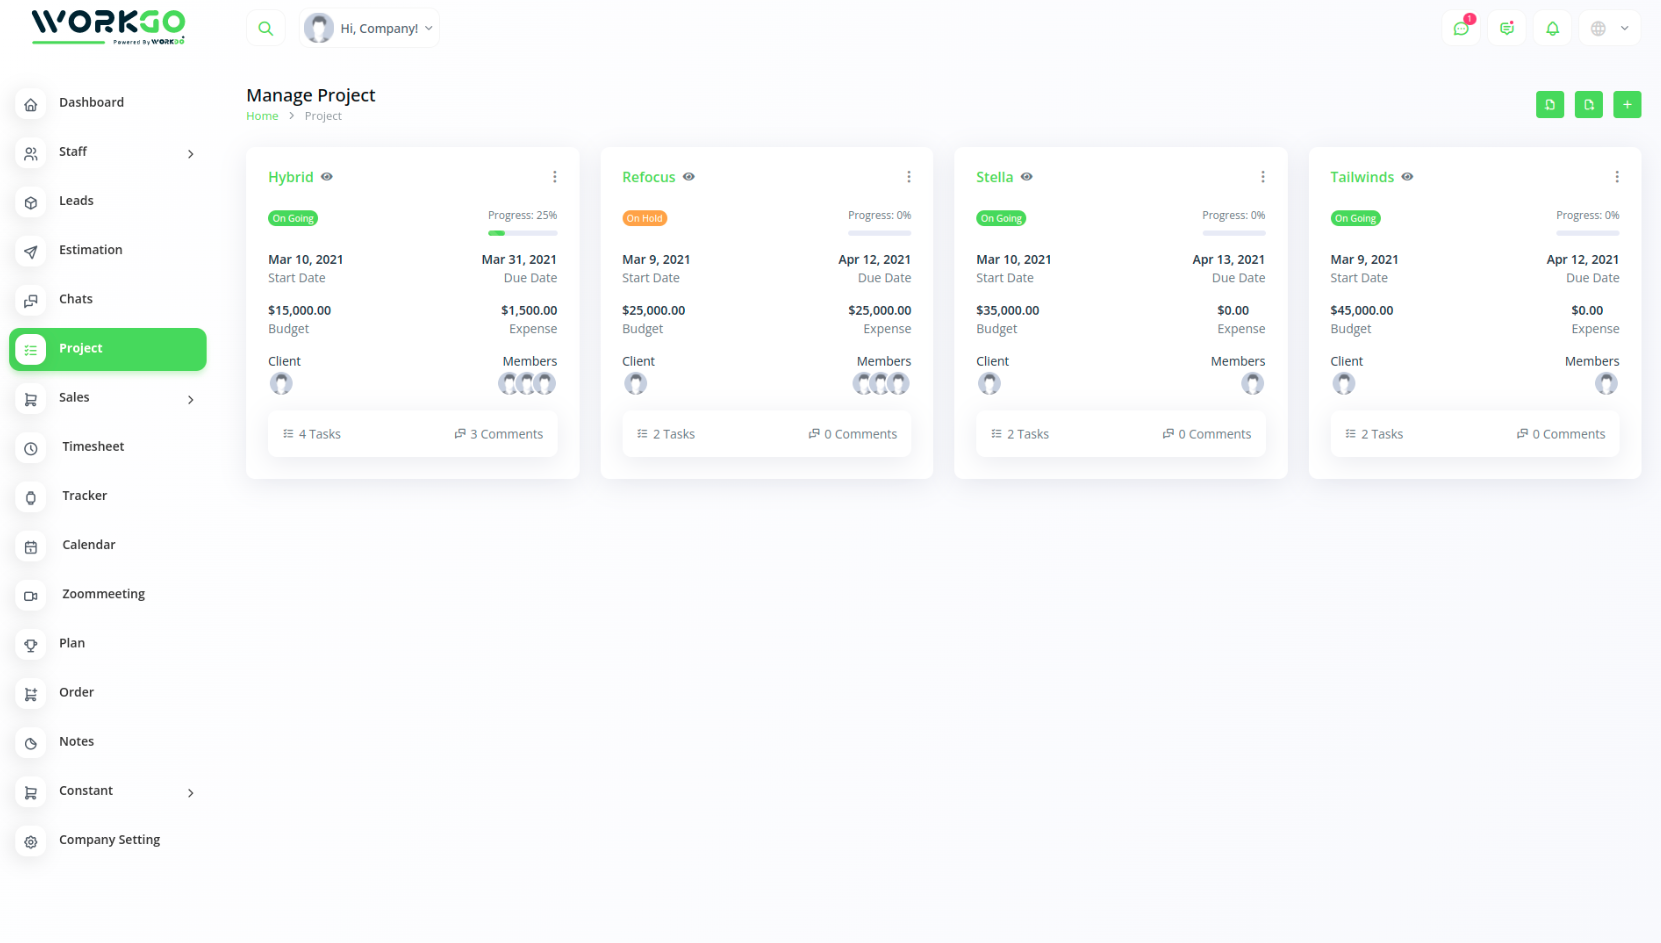 WORKGO
Powered By WORKGO
Hi, Company!
1
Dashboard
Staff
Leads
Estimation
Chats
Project
Sales
Timesheet
Tracker
Calendar
Zoommeeting
Plan
Order
Notes
Constant
Company Setting
Manage Project
Home > Project
Hybrid
On Going
Progress: 25%
Mar 10, 2021 Mar 31, 2021
Start Date Due Date
$15,000.00 $1,500.00
Budget Expense
Client Members
4 Tasks 3 Comments
Refocus
On Hold
Progress: 0%
Mar 9, 2021 Apr 12, 2021
Start Date Due Date
$25,000.00 $25,000.00
Budget Expense
Client Members
2 Tasks 0 Comments
Stella
On Going
Progress: 0%
Mar 10, 2021 Apr 13, 2021
Start Date Due Date
$35,000.00 $0.00
Budget Expense
Client Members
2 Tasks 0 Comments
Tailwinds
On Going
Progress: 0%
Mar 9, 2021 Apr 12, 2021
Start Date Due Date
$45,000.00 $0.00
Budget Expense
Client Members
2 Tasks 0 Comments